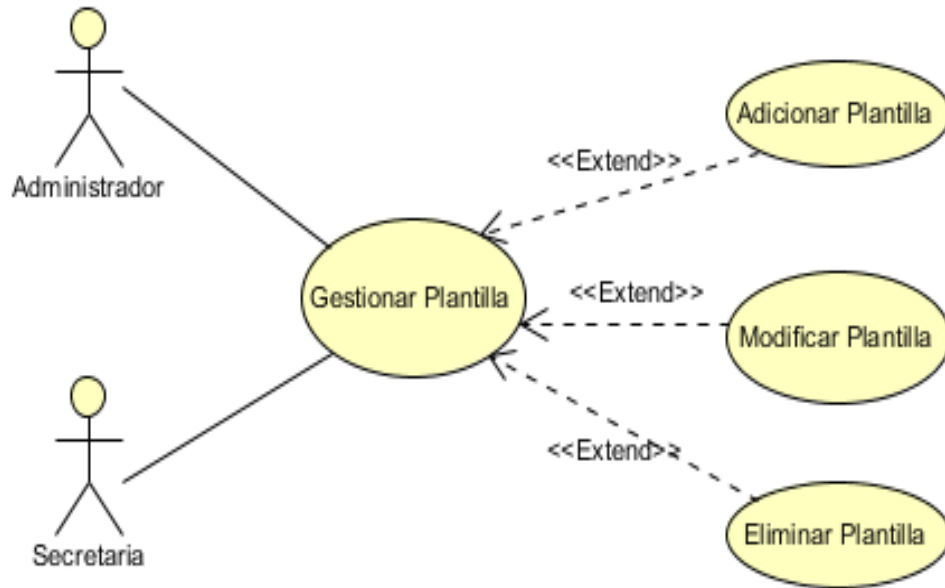 Administrador
Adicionar Plantilla
<<Extend>>
Gestionar Plantilla
<<Extend>>
Modificar Plantilla
<<Extend>>
Secretaria
Eliminar Plantilla